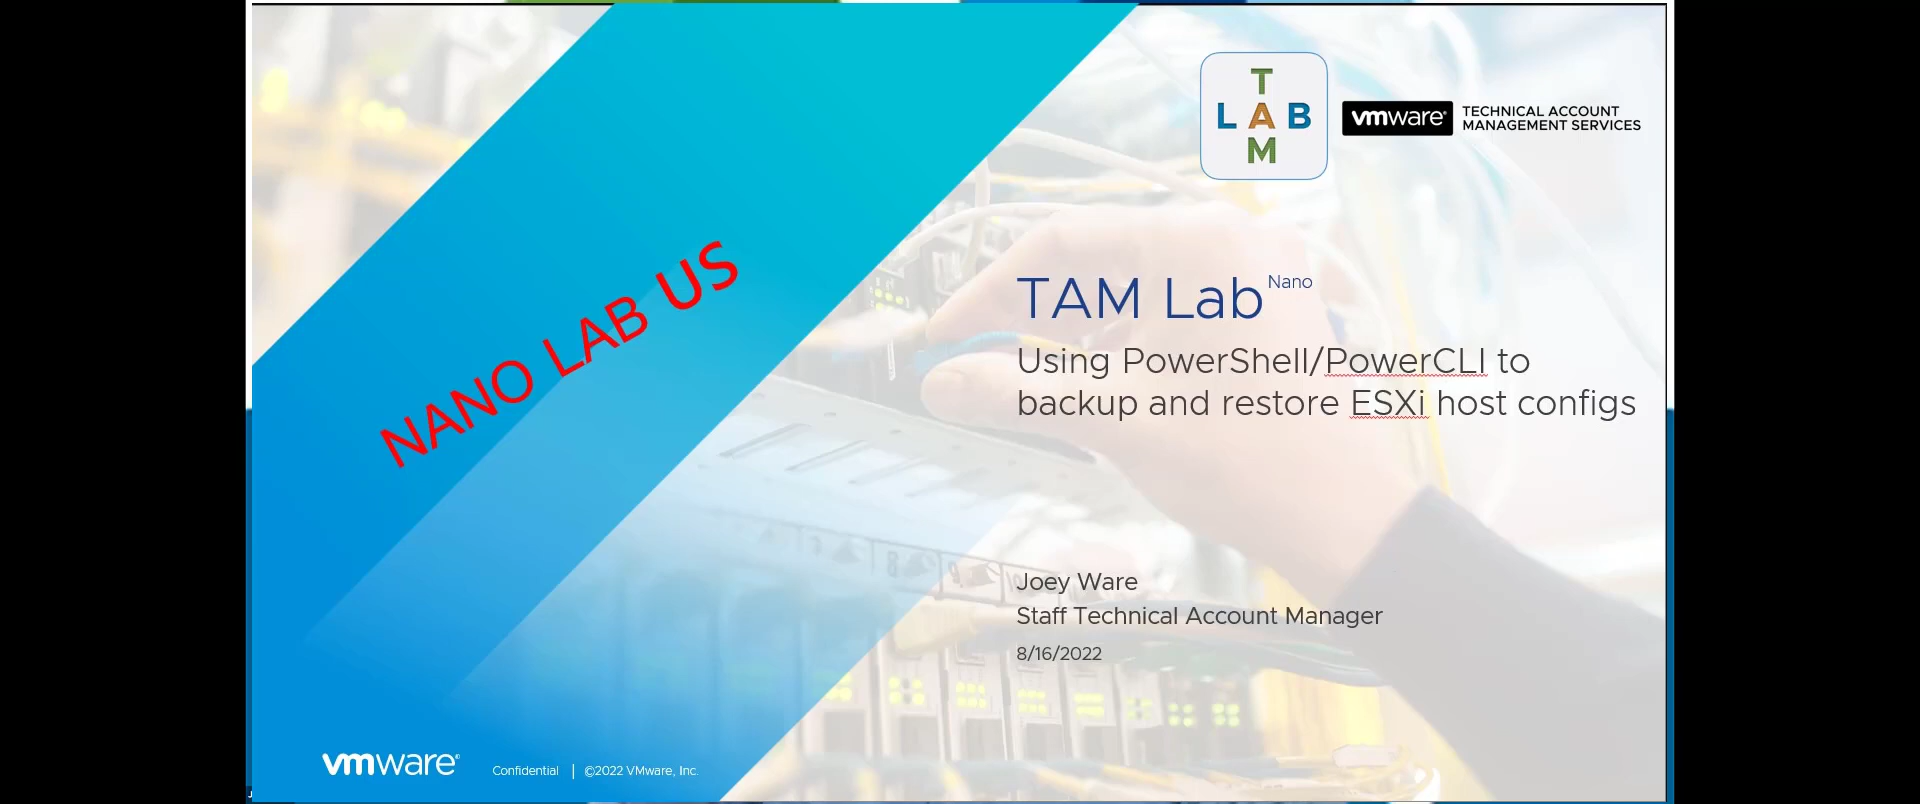 T
L A B
M
vmware® TECHNICAL ACCOUNT
MANAGEMENT SERVICES
NANO LAB US
TAM Lab Nano
Using PowerShell/PowerCLI to
backup and restore ESXi host configs
Joey Ware
Staff Technical Account Manager
8/16/2022
vmware® Confidential | ©2022 VMware, Inc.